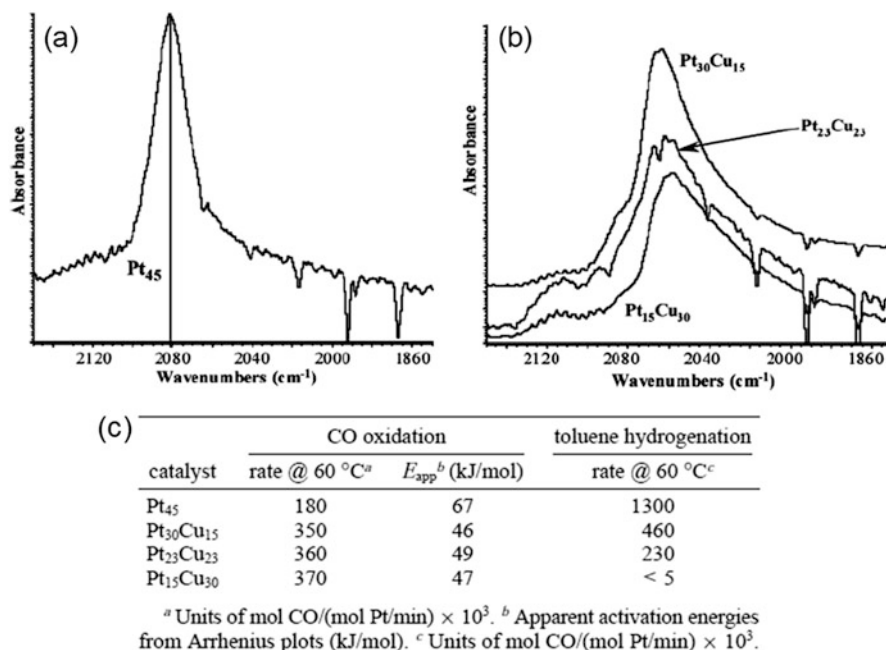 (a)
Absorbance
Pt₄₅
2120 2080 2040 2000 1860
Wavenumbers (cm⁻¹)
(b)
Absorbance
Pt₃₀Cu₁₅
Pt₂₃Cu₂₃
Pt₁₅Cu₃₀
2120 2080 2040 2000 1860
Wavenumbers (cm⁻¹)
(c)
CO oxidation toluene hydrogenation
catalyst rate @ 60 °Cᵃ E_appᵇ (kJ/mol) rate @ 60 °Cᶜ
Pt₄₅ 180 67 1300
Pt₃₀Cu₁₅ 350 46 460
Pt₂₃Cu₂₃ 360 49 230
Pt₁₅Cu₃₀ 370 47 < 5
ᵃ Units of mol CO/(mol Pt/min) × 10³. ᵇ Apparent activation energies
from Arrhenius plots (kJ/mol). ᶜ Units of mol CO/(mol Pt/min) × 10³.